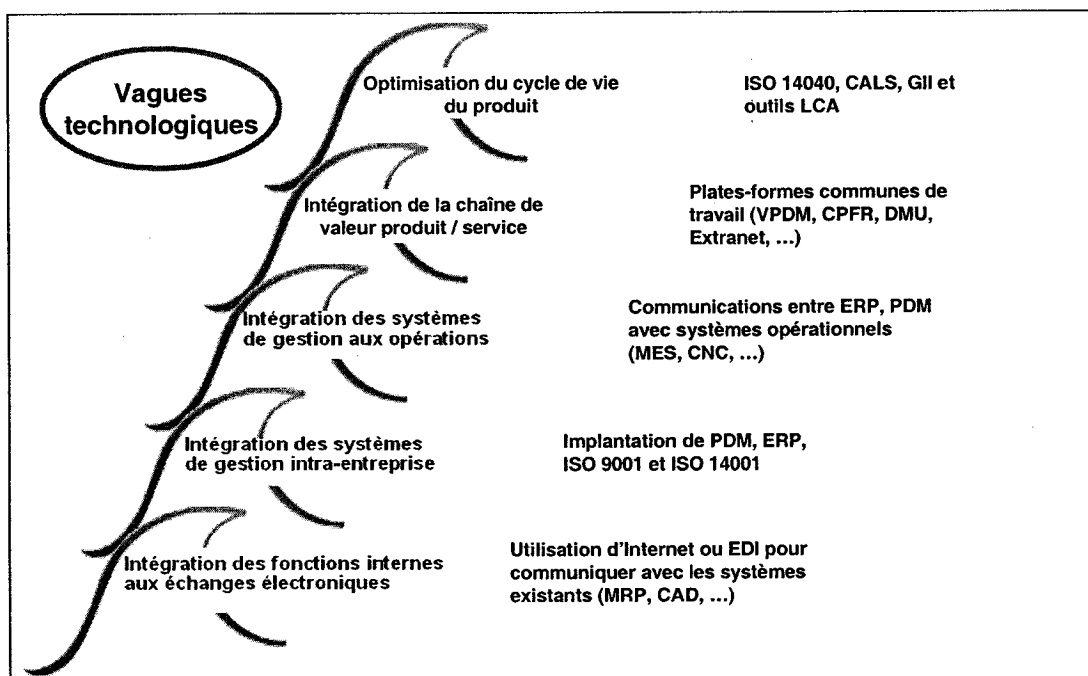 Vagues
technologiques
Optimisation du cycle de vie
du produit
ISO 14040, CALS, GII et
outils LCA
Intégration de la chaîne de
valeur produit / service
Plates-formes communes de
travail (VPDM, CPFR, DMU,
Extranet, ...)
Intégration des systèmes
de gestion aux opérations
Communications entre ERP, PDM
avec systèmes opérationnels
(MES, CNC, ...)
Intégration des systèmes
de gestion intra-entreprise
Implantation de PDM, ERP,
ISO 9001 et ISO 14001
Intégration des fonctions internes
aux échanges électroniques
Utilisation d'Internet ou EDI pour
communiquer avec les systèmes
existants (MRP, CAD, ...)